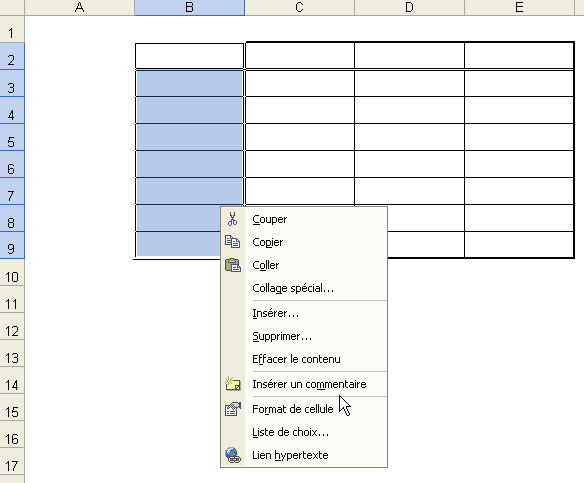 A B C D E
1
2
3
4
5
6
7
8
9
10
11
12
13
14
15
16
17
Couper
Copier
Coller
Collage spécial...
Insérer...
Supprimer...
Effacer le contenu
Insérer un commentaire
Format de cellule
Liste de choix...
Lien hypertexte